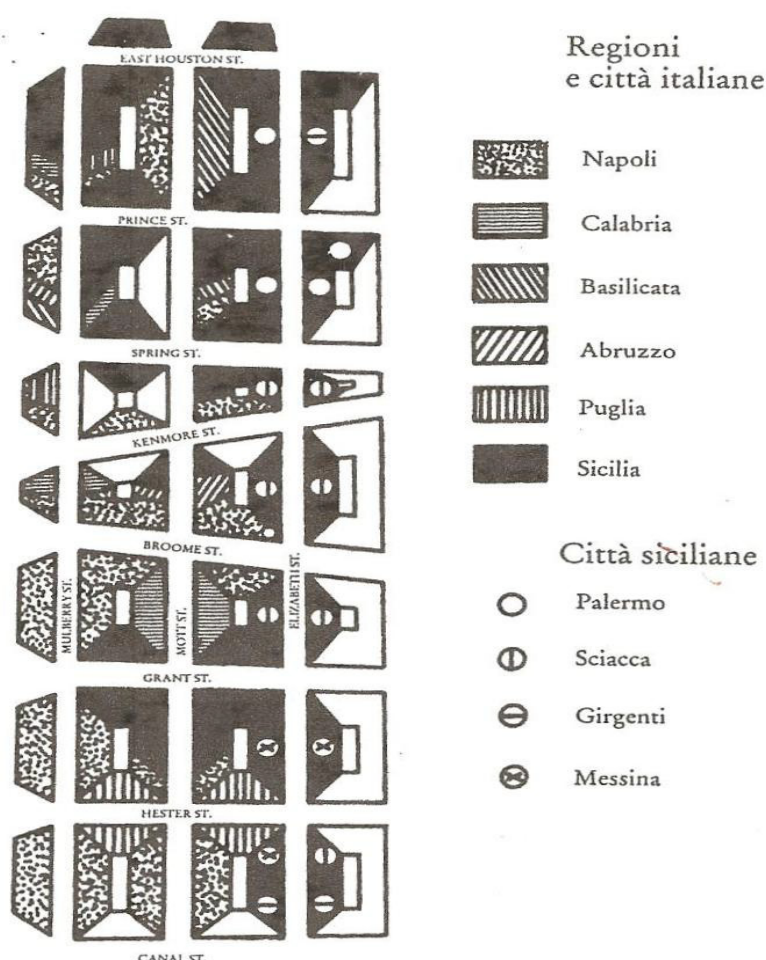 EAST HOUSTON ST.
PRINCE ST.
SPRING ST.
KENMORE ST.
BROOME ST.
MULBERRY ST.
MOTT ST.
ELIZABETH ST.
GRANT ST.
HESTER ST.
CANAL ST.
Regioni
e città italiane
Napoli
Calabria
Basilicata
Abruzzo
Puglia
Sicilia
Città siciliane
Palermo
Sciacca
Girgenti
Messina